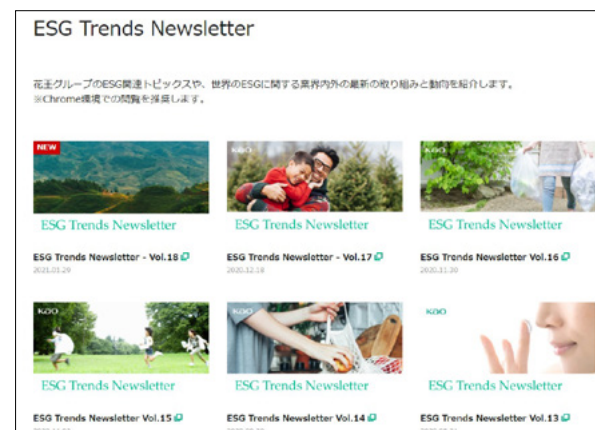 ESG Trends Newsletter
花王グループのESG関連トピックスや、世界のESGに関する業界内外の最新の取り組みと動向を紹介します。
※Chrome環境での閲覧を推奨します。
NEW
Kao
Kao
ESG Trends Newsletter
ESG Trends Newsletter
ESG Trends Newsletter
ESG Trends Newsletter - Vol.18
ESG Trends Newsletter - Vol.17
ESG Trends Newsletter Vol.16
2021.01.29
2020.12.18
2020.11.30
Kao
Kao
Kao
ESG Trends Newsletter
ESG Trends Newsletter
ESG Trends Newsletter
ESG Trends Newsletter Vol.15
ESG Trends Newsletter Vol.14
ESG Trends Newsletter Vol.13